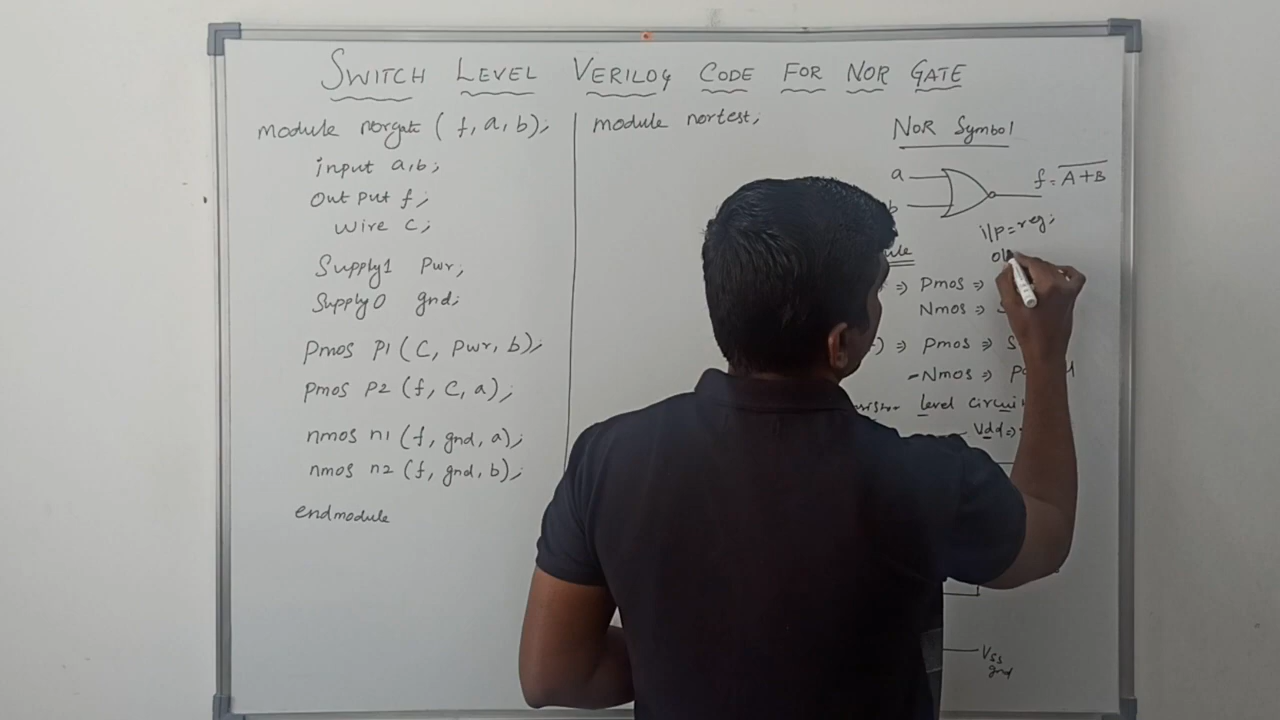 SWITCH LEVEL VERILOG CODE FOR NOR GATE
module norgate ( f, a, b);
input a,b;
out put f;
wire c;
Supply1 Pwr;
Supply0 gnd;
Pmos P1 (C, Pwr, b);
Pmos P2 (f, C, a);
nmos n1 (f, gnd, a);
nmos n2 (f, gnd, b);
endmodule
module nortest;
NOR Symbol
a
b
f = A+B
i/p = reg;
⇒ Pmos ⇒
Nmos ⇒ S
) ⇒ Pmos ⇒ S
-Nmos ⇒
Level Circuit
Vdd ⇒
Vss
gnd